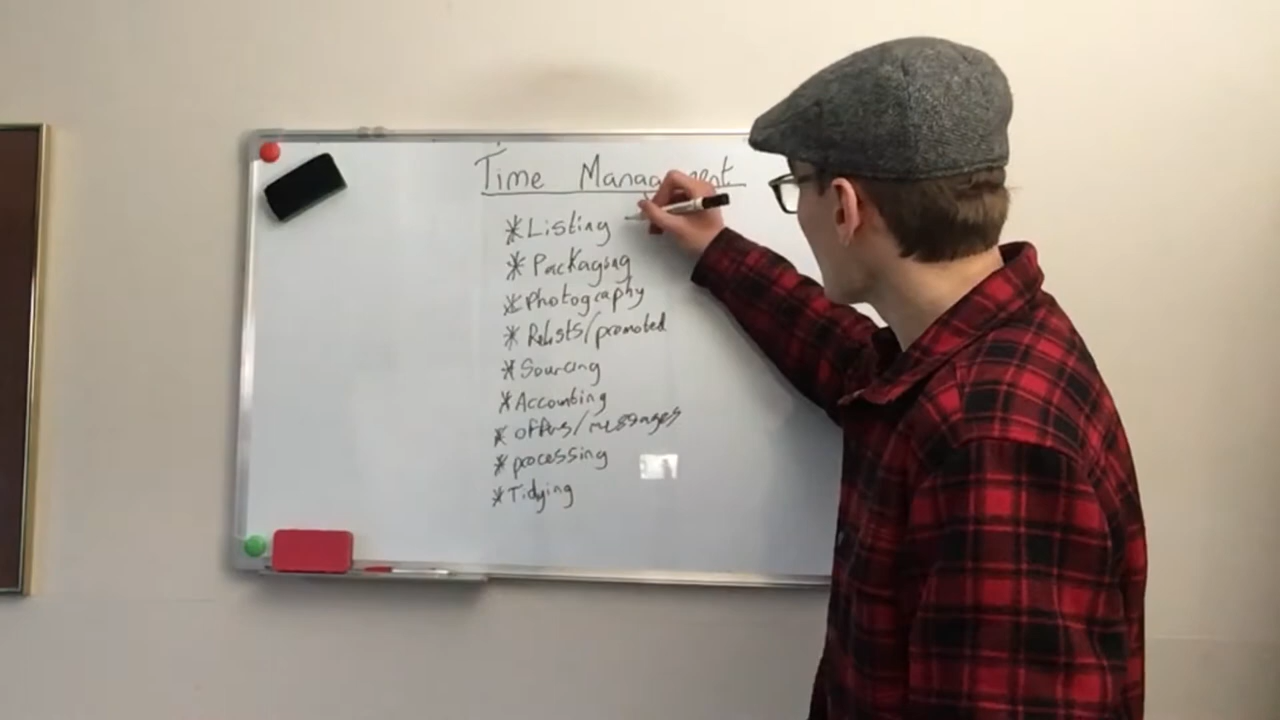 Time Management
* Listing
* Packaging
* Photography
* Relists/promoted
* Sourcing
* Accounting
* offers/messages
* processing
* Tidying